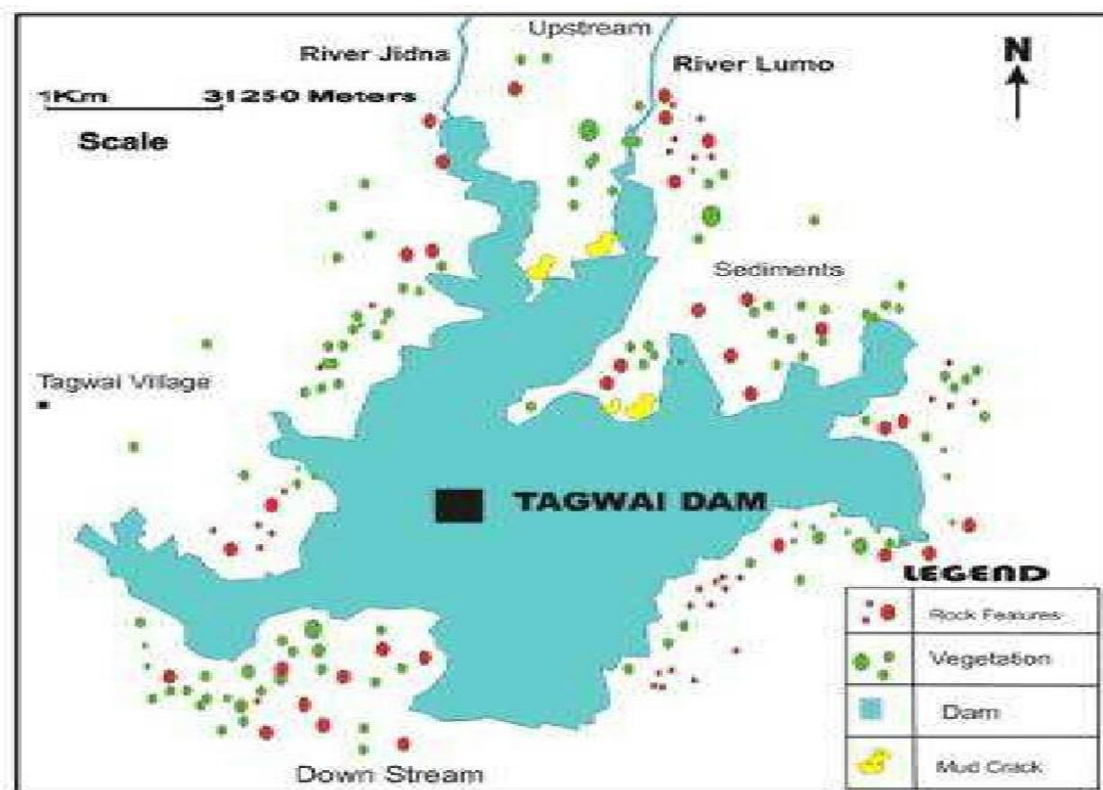 Upstream
River Jidna
River Lumo
N
1Km 31250 Meters
Scale
Sediments
Tagwai Village
TAGWAI DAM
LEGEND
Rock Features
Vegetation
Dam
Mud Crack
Down Stream